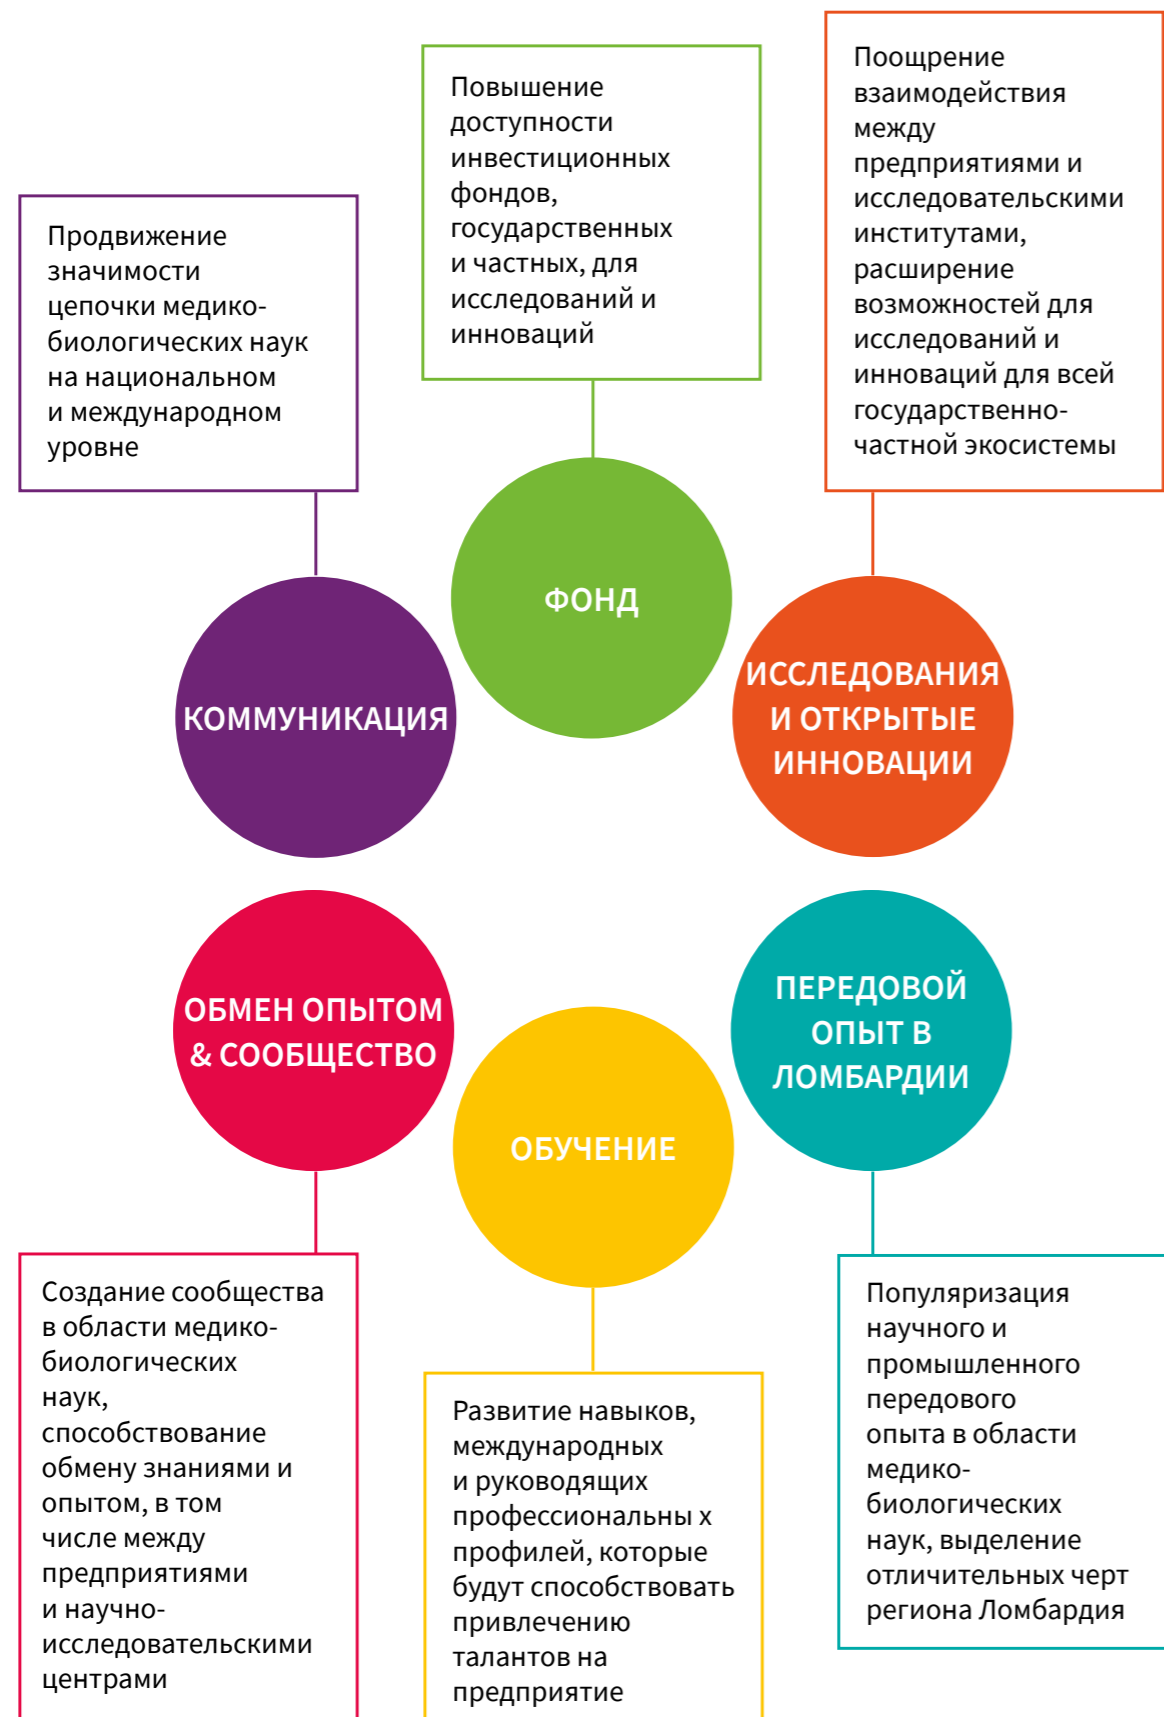 Продвижение
значимости
цепочки медико-
биологических наук
на национальном
и международном
уровне
Повышение
доступности
инвестиционных
фондов,
государственных
и частных, для
исследований и
инноваций
Поощрение
взаимодействия
между
предприятиями и
исследовательскими
институтами,
расширение
возможностей для
исследований и
инноваций для всей
государственно-
частной экосистемы
КОММУНИКАЦИЯ
ФОНД
ИССЛЕДОВАНИЯ
И ОТКРЫТЫЕ
ИННОВАЦИИ
ОБМЕН ОПЫТОМ
& СООБЩЕСТВО
ОБУЧЕНИЕ
ПЕРЕДОВОЙ
ОПЫТ В
ЛОМБАРДИИ
Создание сообщества
в области медико-
биологических
наук,
способствование
обмену знаниями и
опытом, в том
числе между
предприятиями
и научно-
исследовательскими
центрами
Развитие навыков,
международных
и руководящих
профессиональны х
профилей, которые
будут способствовать
привлечению
талантов на
предприятие
Популяризация
научного и
промышленного
передового
опыта в области
медико-
биологических
наук, выделение
отличительных черт
региона Ломбардия